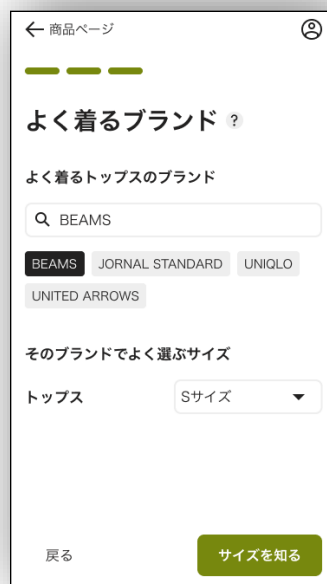 商品ページ
よく着るブランド ?
よく着るトップスのブランド
BEAMS
BEAMS JORNAL STANDARD UNIQLO
UNITED ARROWS
そのブランドでよく選ぶサイズ
トップス Sサイズ
戻る サイズを知る